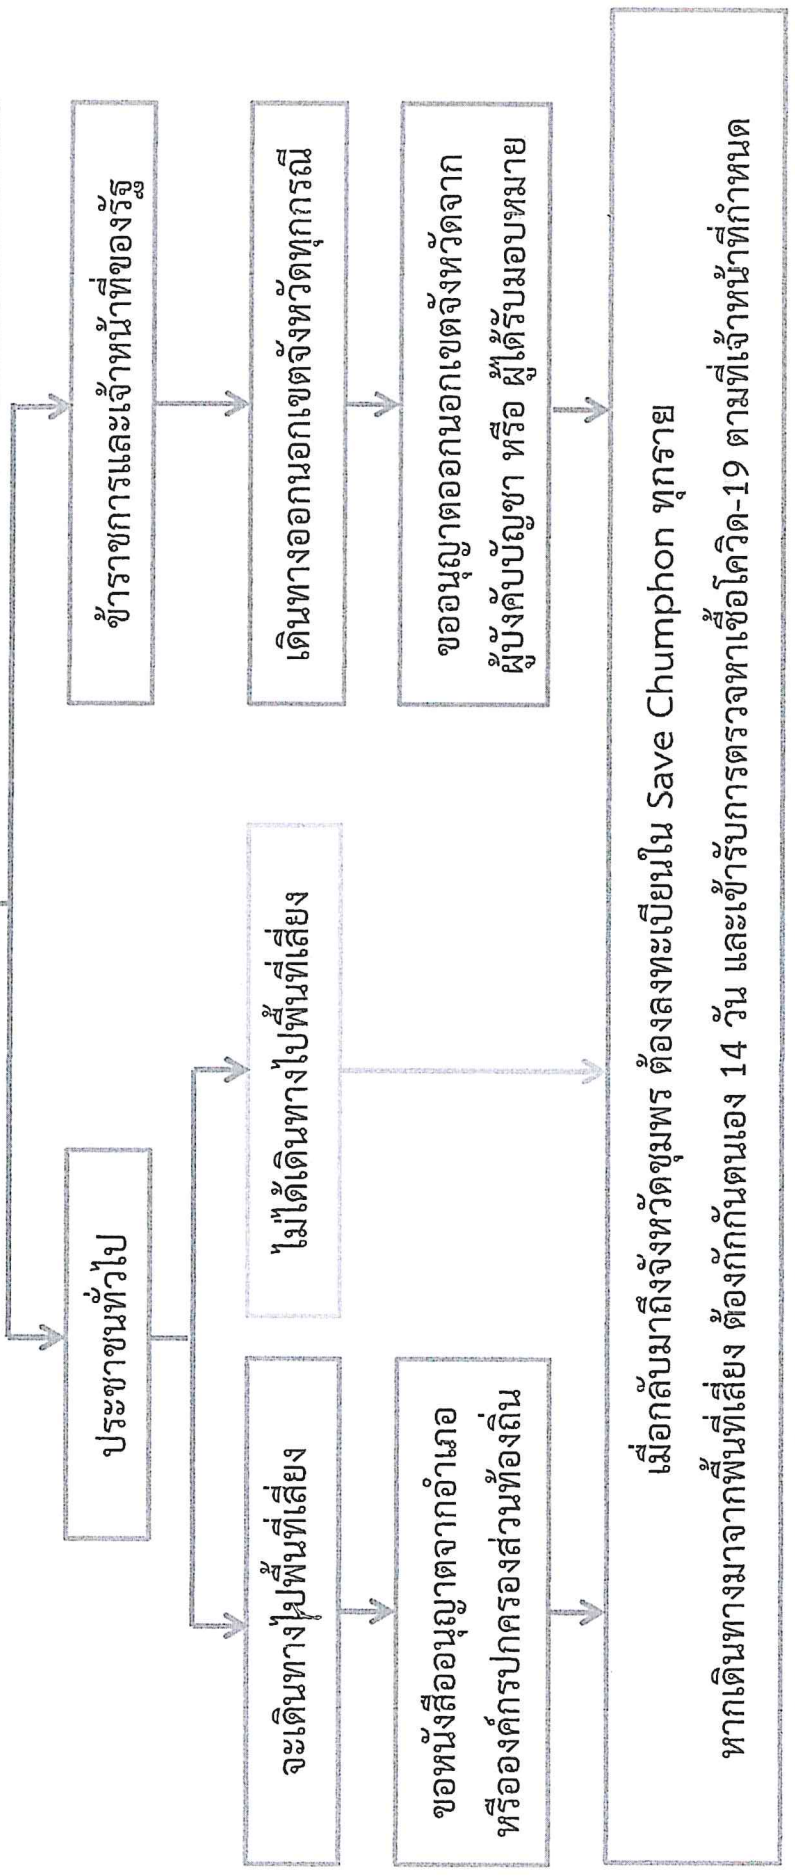 ประชาชนทั่วไป
จะเดินทางไปพื้นที่เสี่ยง
ขอหนังสืออนุญาตจากอำเภอ
หรือองค์กรปกครองส่วนท้องถิ่น
ไม่ได้เดินทางไปพื้นที่เสี่ยง
ข้าราชการและเจ้าหน้าที่ของรัฐ
เดินทางออกนอกเขตจังหวัดทุกกรณี
ขออนุญาตออกนอกเขตจังหวัดจาก
ผู้บังคับบัญชา หรือ ผู้ได้รับมอบหมาย
เมื่อกลับมาถึงจังหวัดชุมพร ต้องลงทะเบียนใน Save Chumphon ทุกราย
หากเดินทางมาจากพื้นที่เสี่ยง ต้องกักกันตนเอง 14 วัน และเข้ารับการตรวจหาเชื้อโควิด-19 ตามที่เจ้าหน้าที่กำหนด